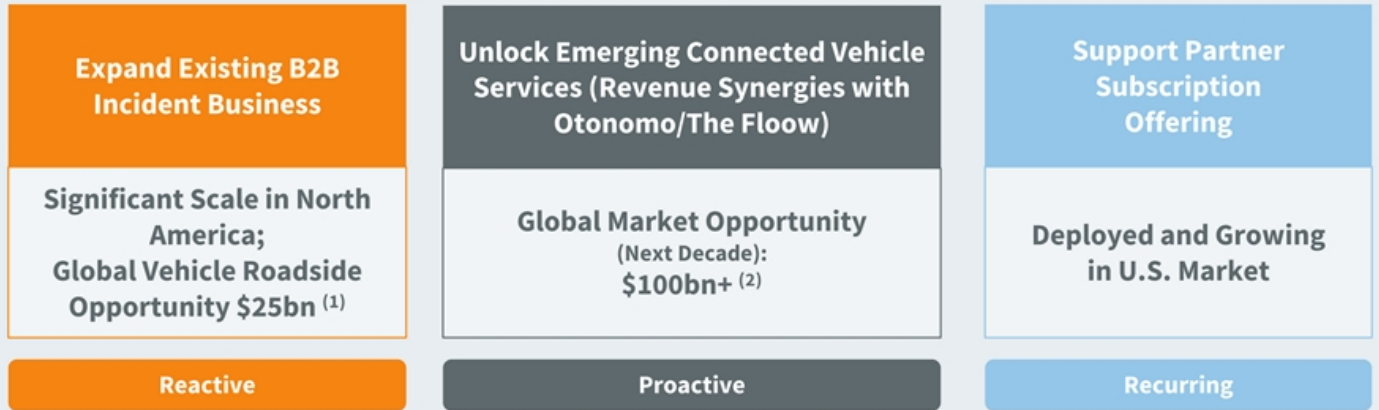 Expand Existing B2B
Incident Business
Significant Scale in North
America;
Global Vehicle Roadside
Opportunity $25bn (1)
Reactive
Unlock Emerging Connected Vehicle
Services (Revenue Synergies with
Otonomo/The Floow)
Global Market Opportunity
(Next Decade):
$100bn+ (2)
Proactive
Support Partner
Subscription
Offering
Deployed and Growing
in U.S. Market
Recurring